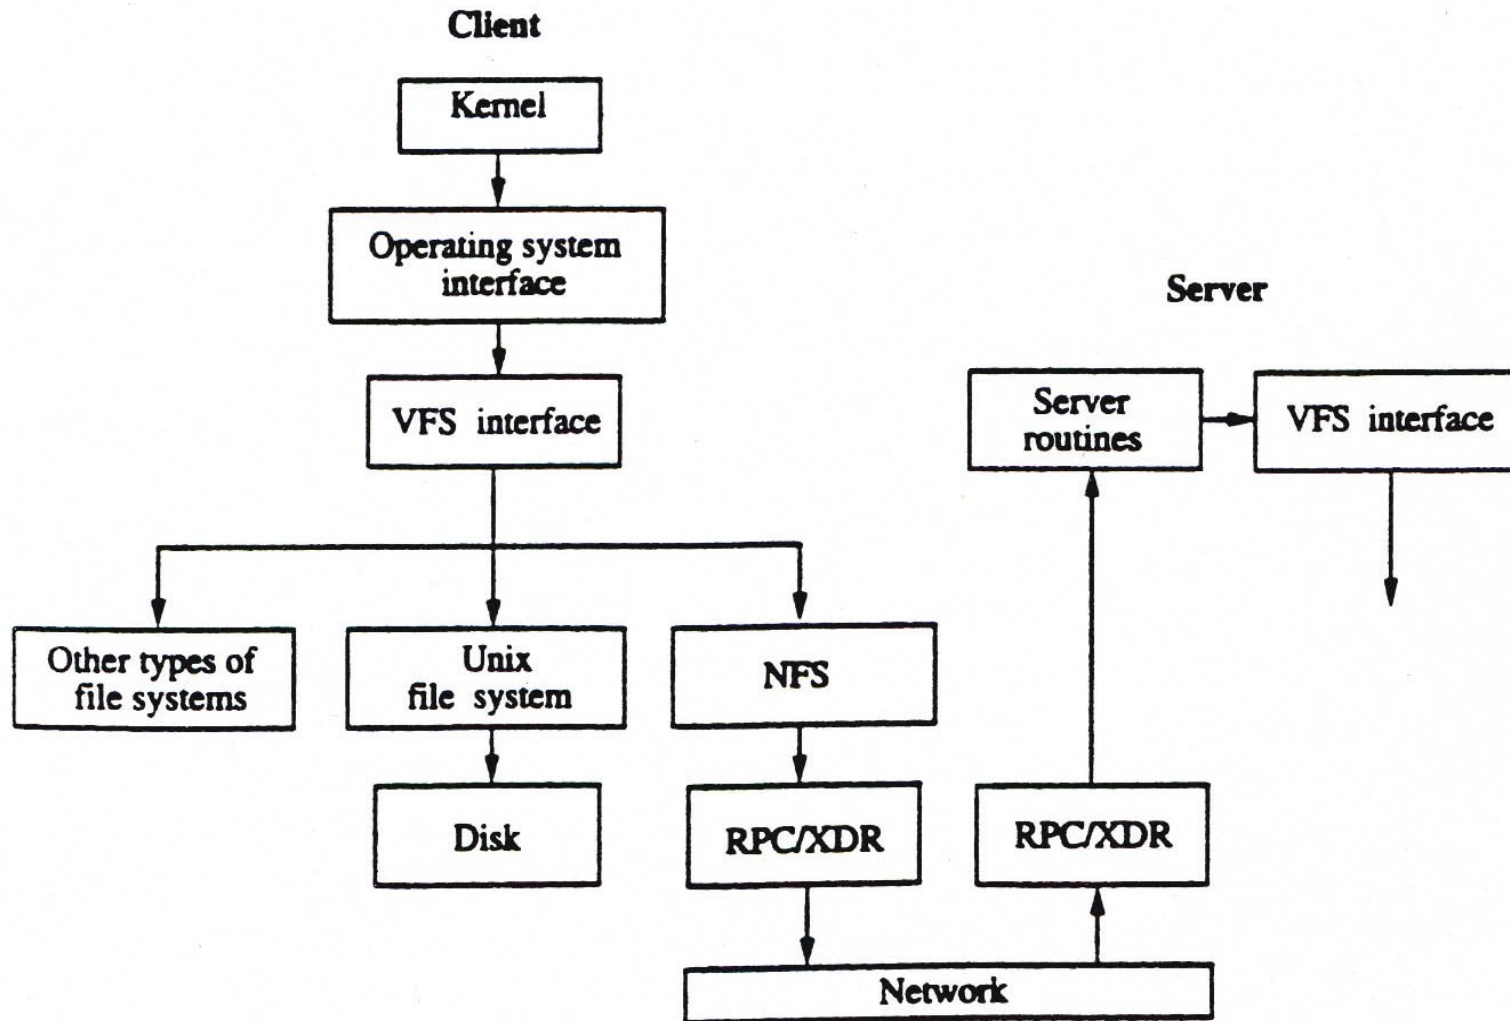 Client
Kernel
Operating system
interface
Server
VFS interface
Server
routines
VFS interface
Other types of
file systems
Unix
file system
NFS
Disk
RPC/XDR
RPC/XDR
Network